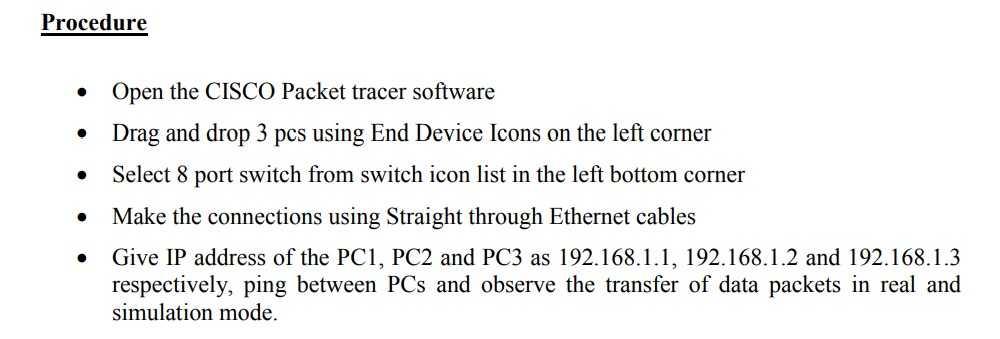 Procedure
• Open the CISCO Packet tracer software
• Drag and drop 3 pcs using End Device Icons on the left corner
• Select 8 port switch from switch icon list in the left bottom corner
• Make the connections using Straight through Ethernet cables
• Give IP address of the PC1, PC2 and PC3 as 192.168.1.1, 192.168.1.2 and 192.168.1.3
respectively, ping between PCs and observe the transfer of data packets in real and
simulation mode.